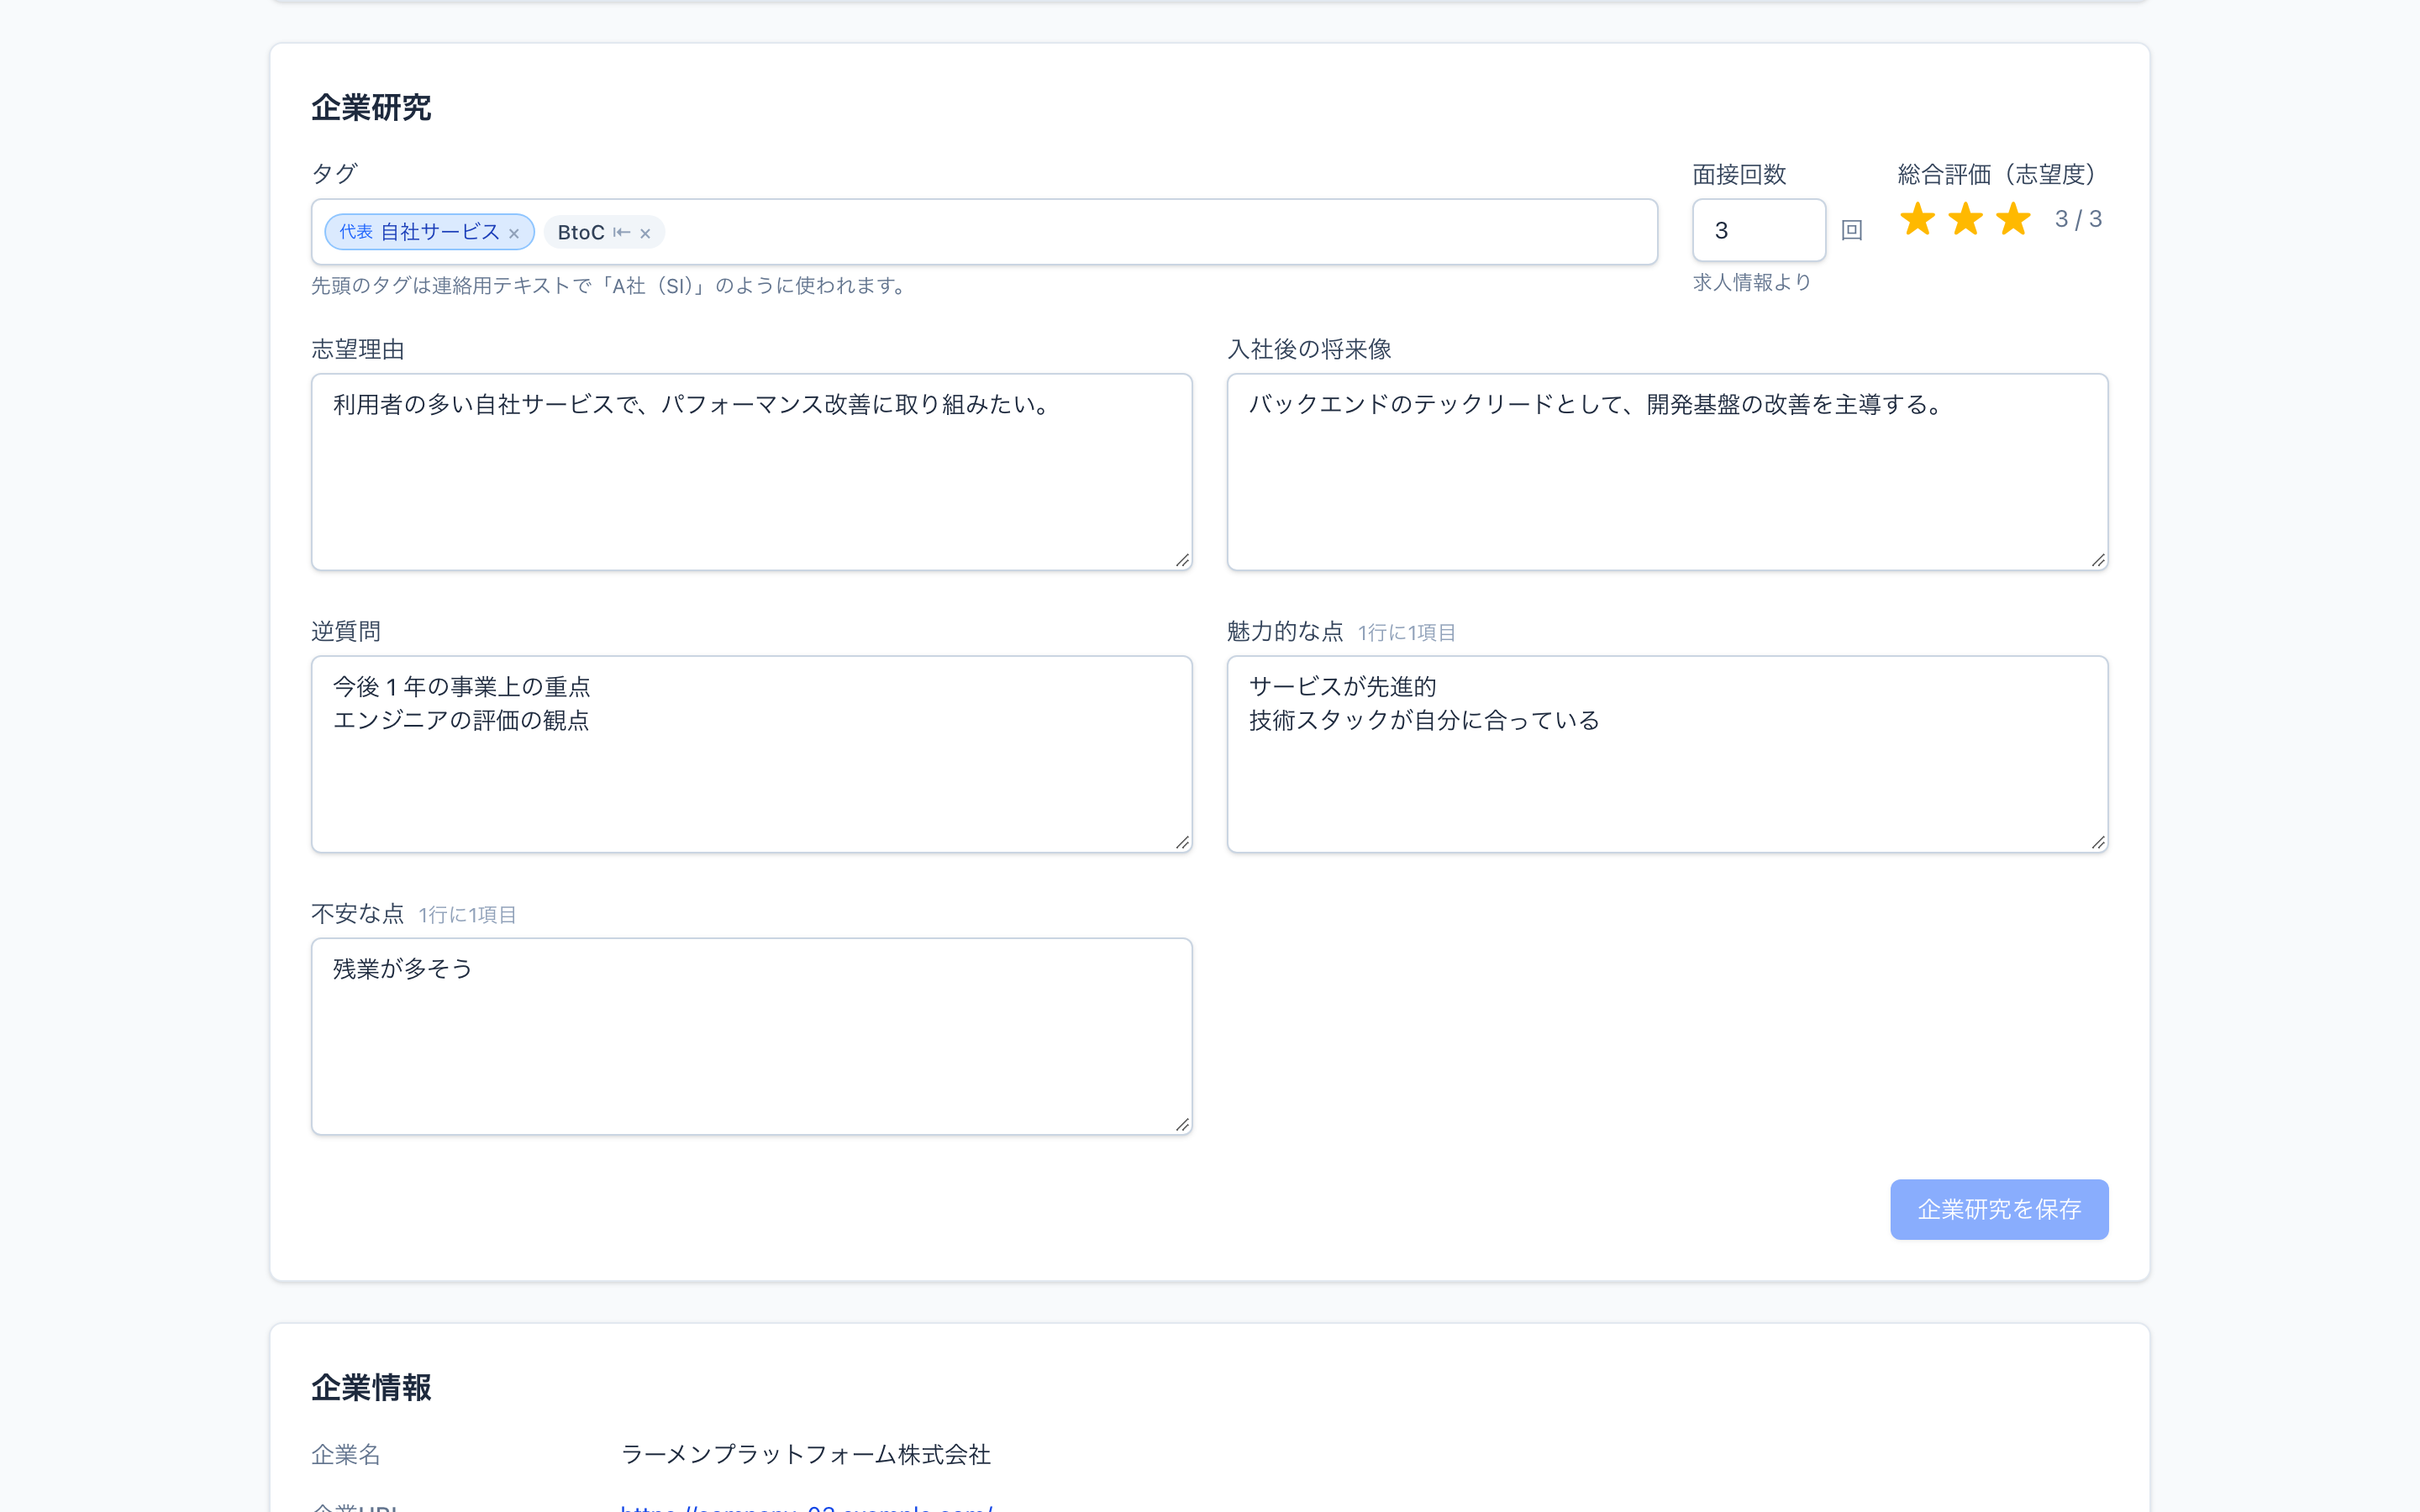 企業研究
タグ
代表 自社サービス ×
BtoC ⇤ ×
先頭のタグは連絡用テキストで「A社（SI）」のように使われます。
面接回数
3 回
求人情報より
総合評価（志望度）
3 / 3
志望理由
利用者の多い自社サービスで、パフォーマンス改善に取り組みたい。
入社後の将来像
バックエンドのテックリードとして、開発基盤の改善を主導する。
逆質問
今後 1 年の事業上の重点
エンジニアの評価の観点
魅力的な点 1行に1項目
サービスが先進的
技術スタックが自分に合っている
不安な点 1行に1項目
残業が多そう
企業研究を保存
企業情報
企業名 ラーメンプラットフォーム株式会社
企業URL